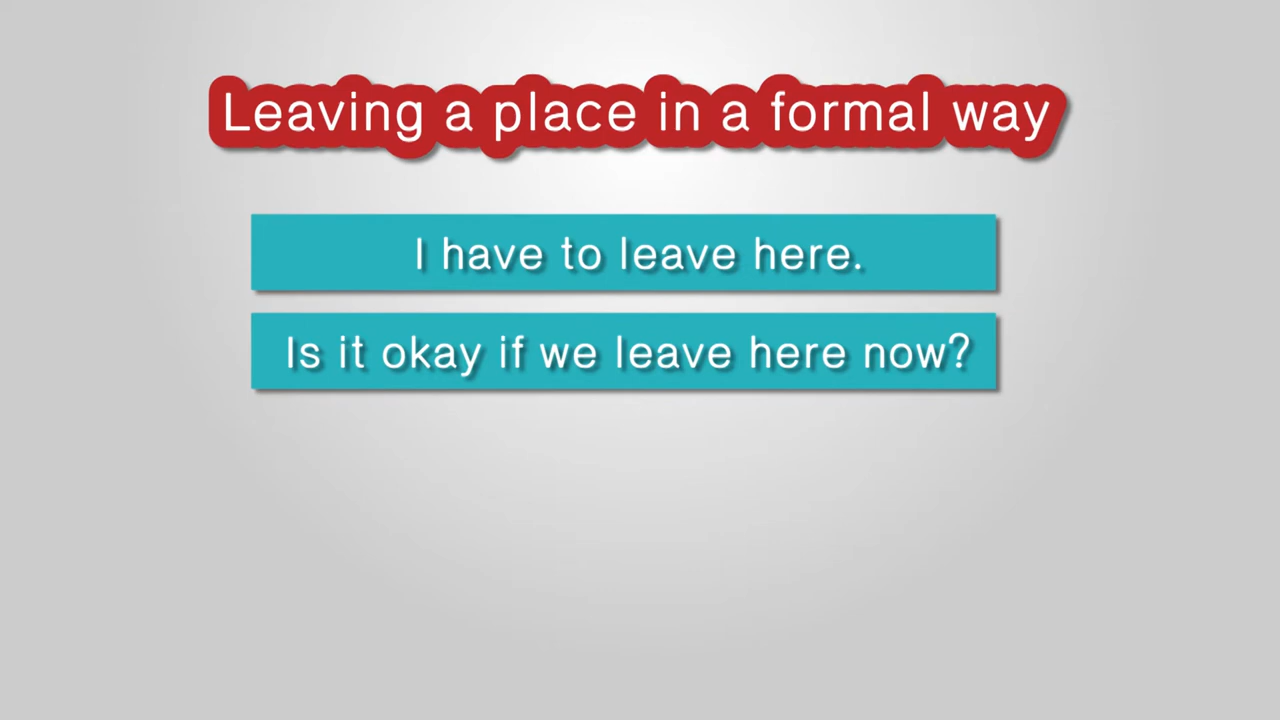 Leaving a place in a formal way
I have to leave here.
Is it okay if we leave here now?